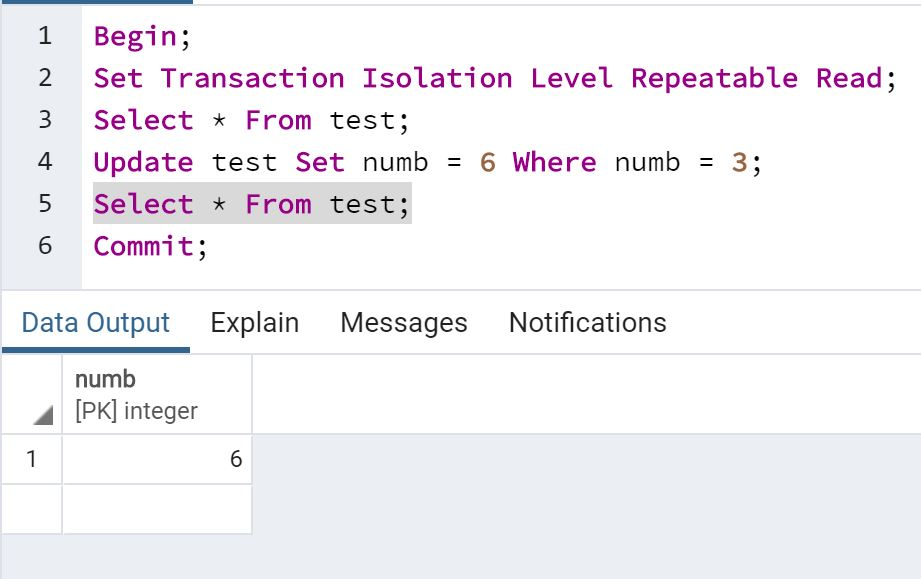 1 Begin;
2 Set Transaction Isolation Level Repeatable Read;
3 Select * From test;
4 Update test Set numb = 6 Where numb = 3;
5 Select * From test;
6 Commit;
Data Output Explain Messages Notifications
numb
[PK] integer
1 6